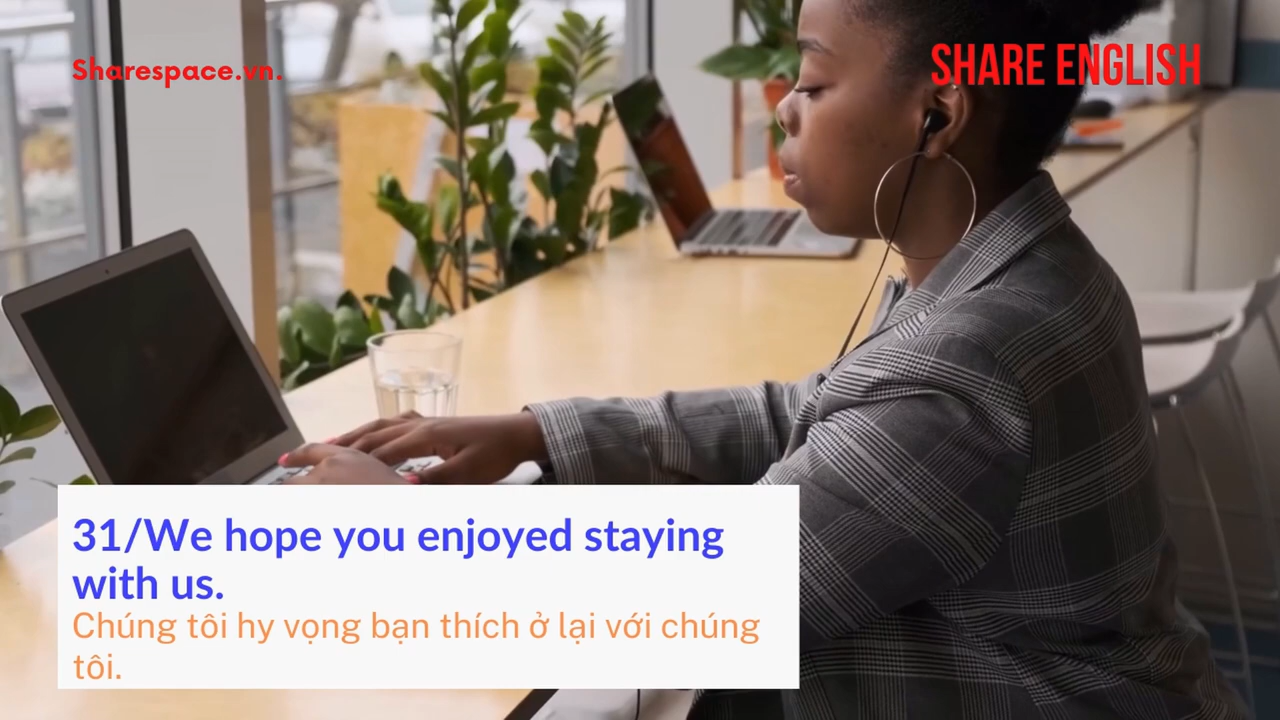 Sharespace.vn.
SHARE ENGLISH
31/We hope you enjoyed staying
with us.
Chúng tôi hy vọng bạn thích ở lại với chúng
tôi.